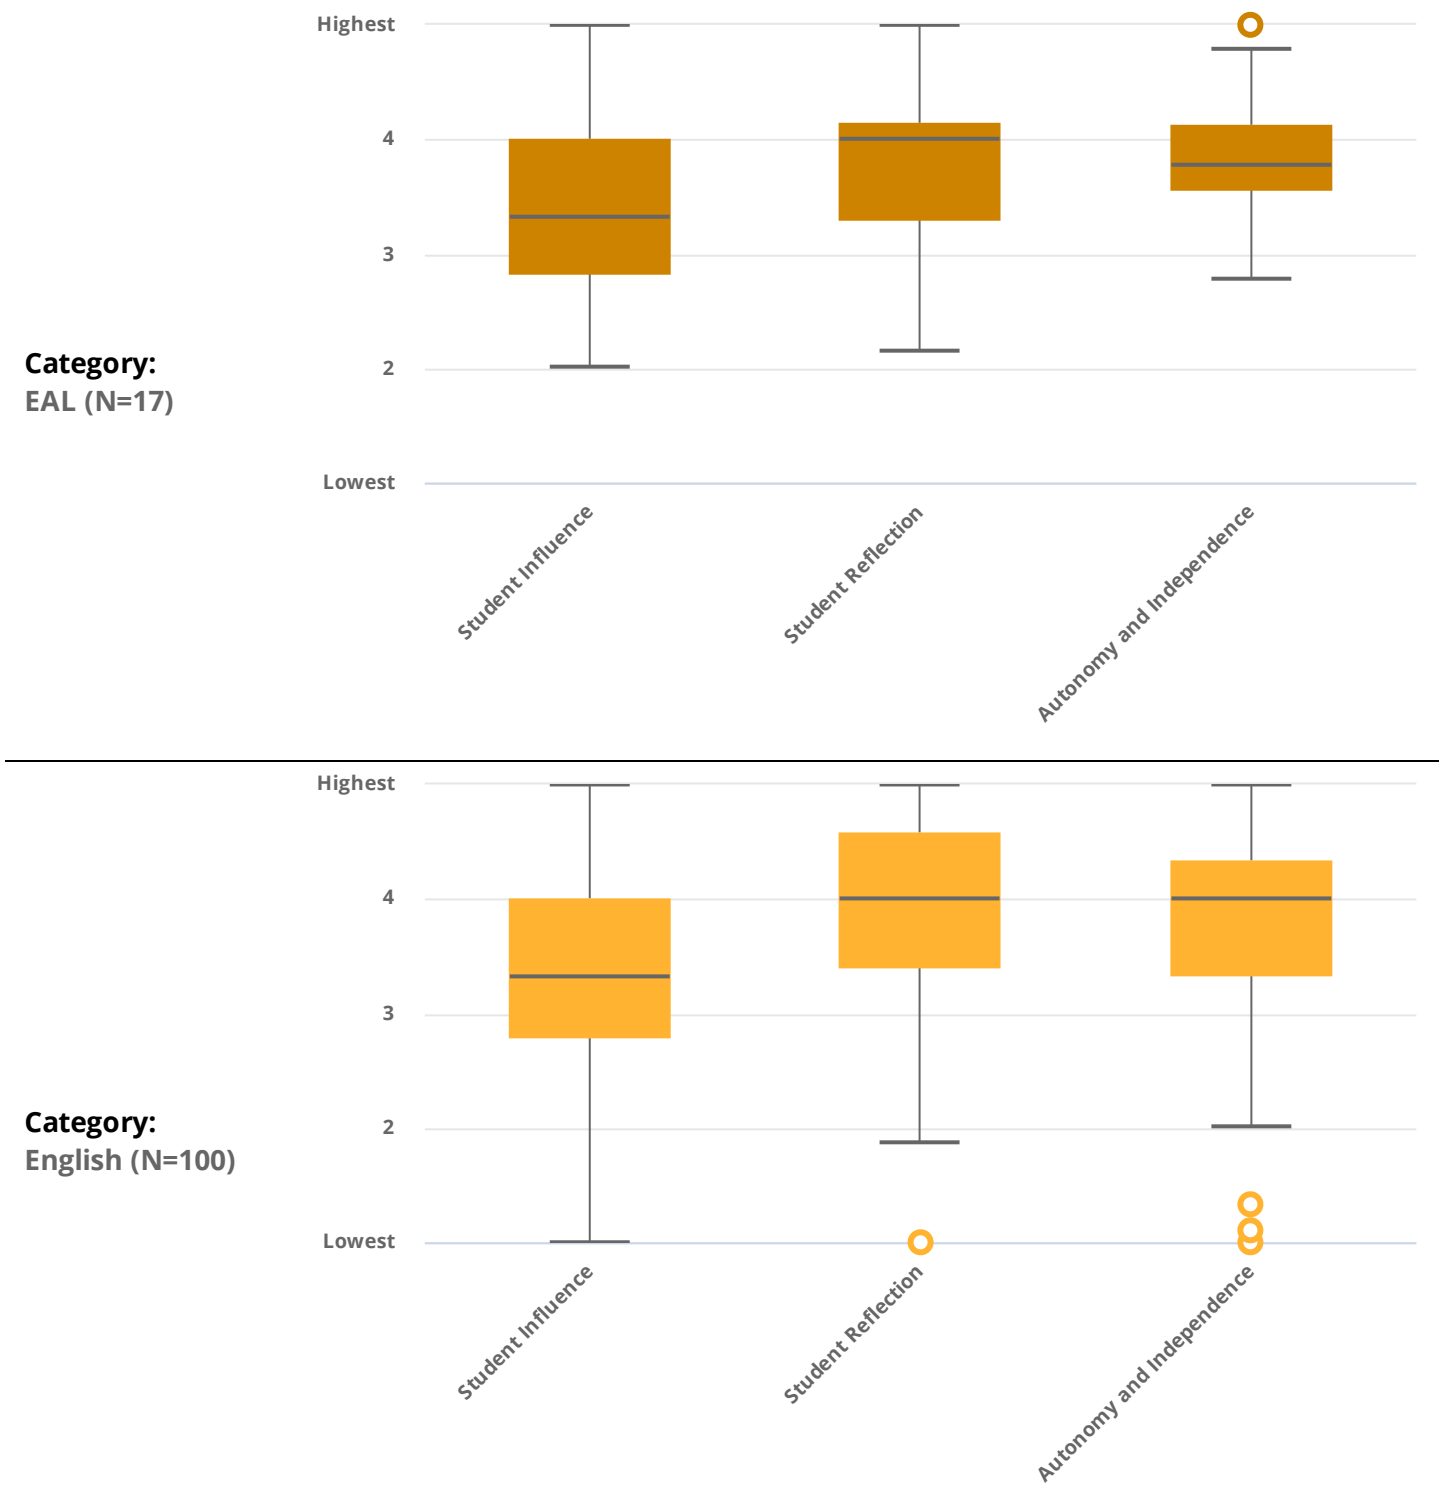 Highest
4
3
2
Lowest
Category:
EAL (N=17)
Student Influence
Student Reflection
Autonomy and Independence
Highest
4
3
2
Lowest
Category:
English (N=100)
Student Influence
Student Reflection
Autonomy and Independence